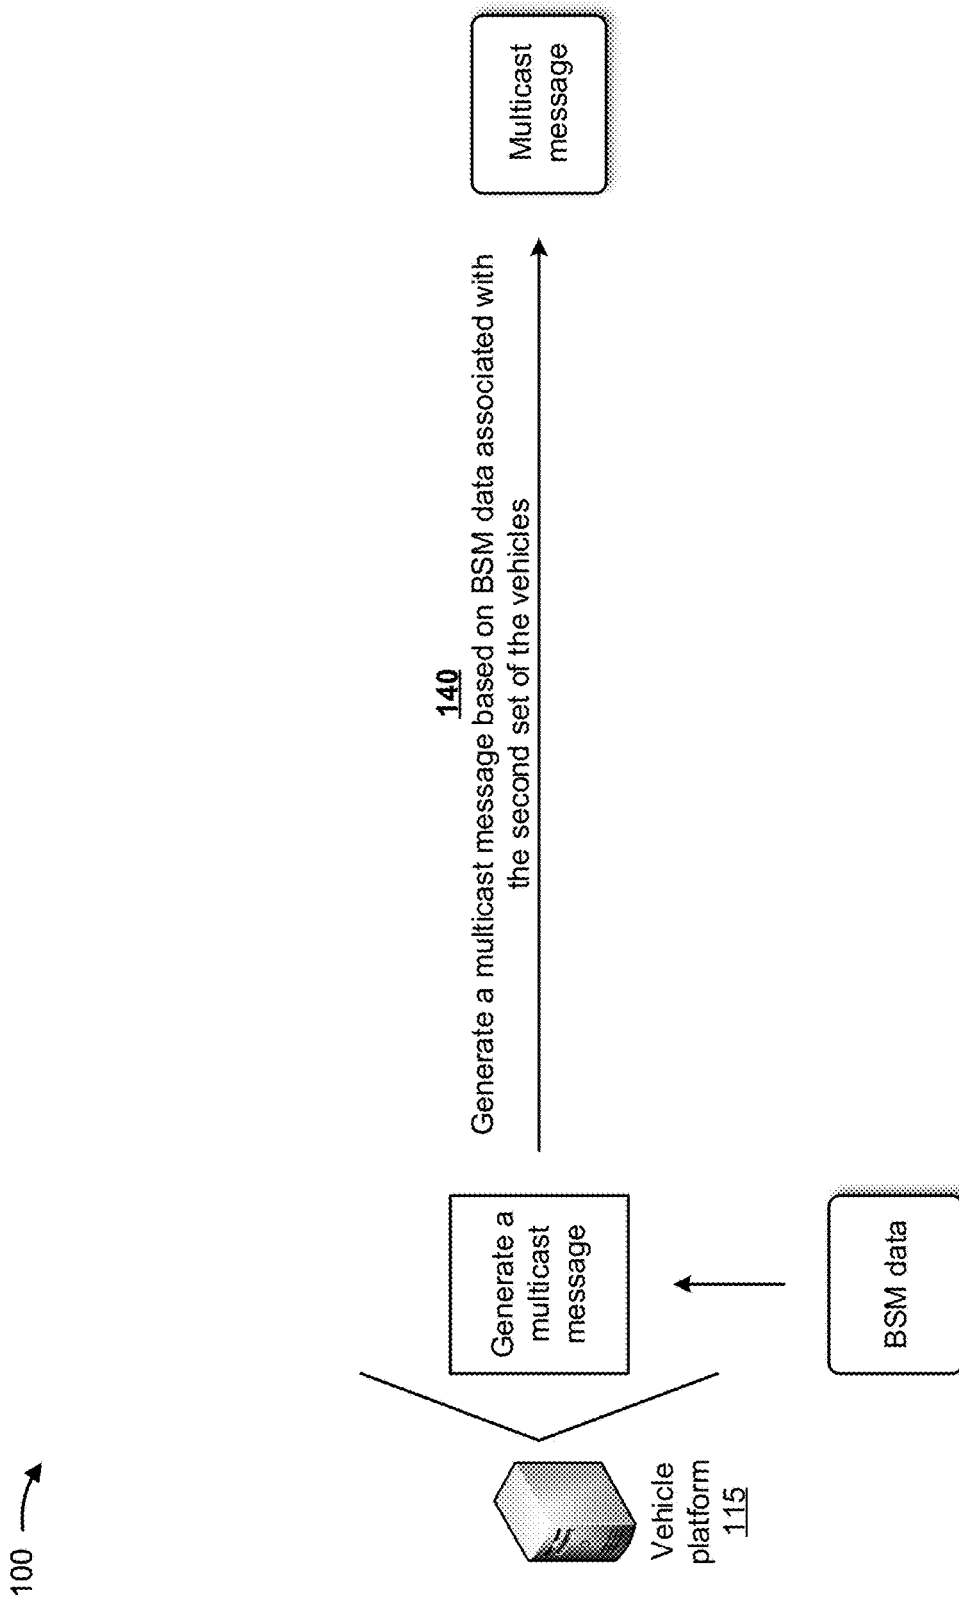 100
140
Generate a multicast message based on BSM data associated with
the second set of the vehicles
Generate a
multicast
message
Multicast
message
Vehicle
platform
115
BSM data